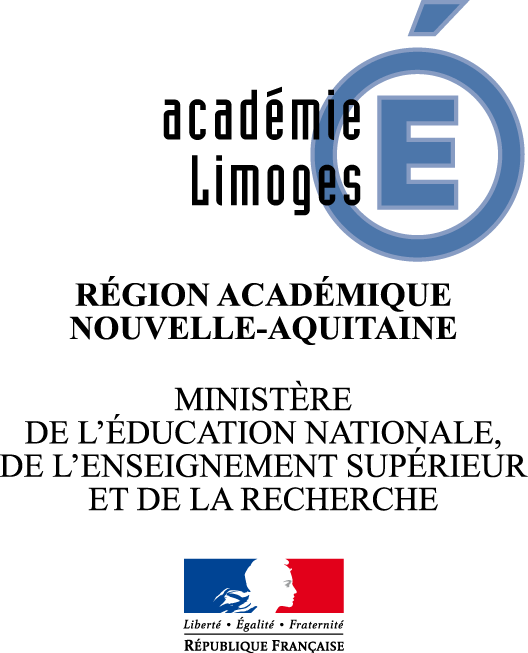 académie
Limoges
É
RÉGION ACADÉMIQUE
NOUVELLE-AQUITAINE
MINISTÈRE
DE L'ÉDUCATION NATIONALE,
DE L'ENSEIGNEMENT SUPÉRIEUR
ET DE LA RECHERCHE
Liberté • Égalité • Fraternité
RÉPUBLIQUE FRANÇAISE